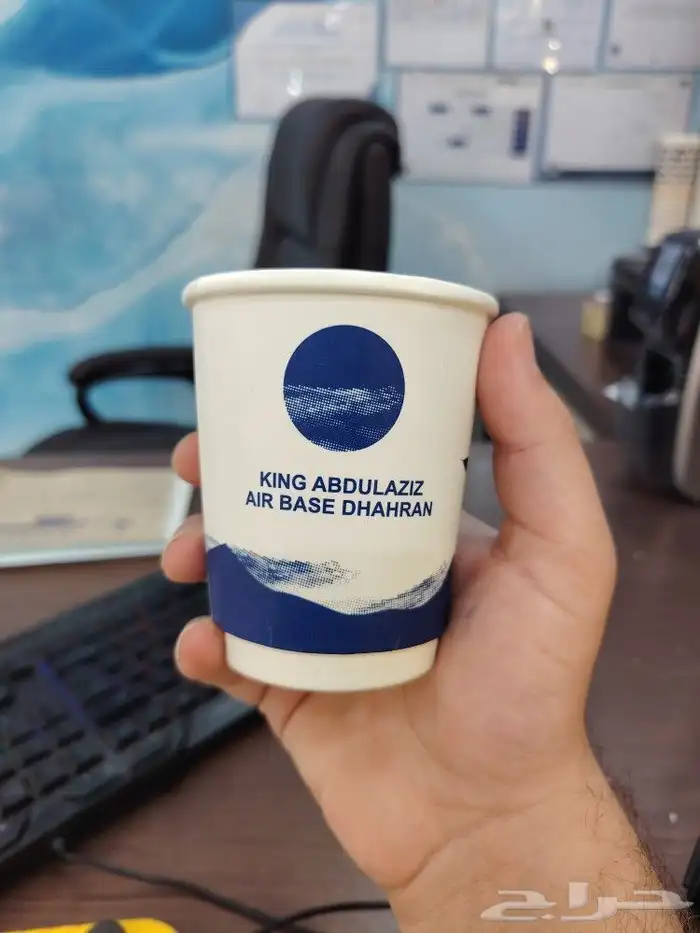 KING ABDULAZIZ
AIR BASE DHAHRAN
حراج